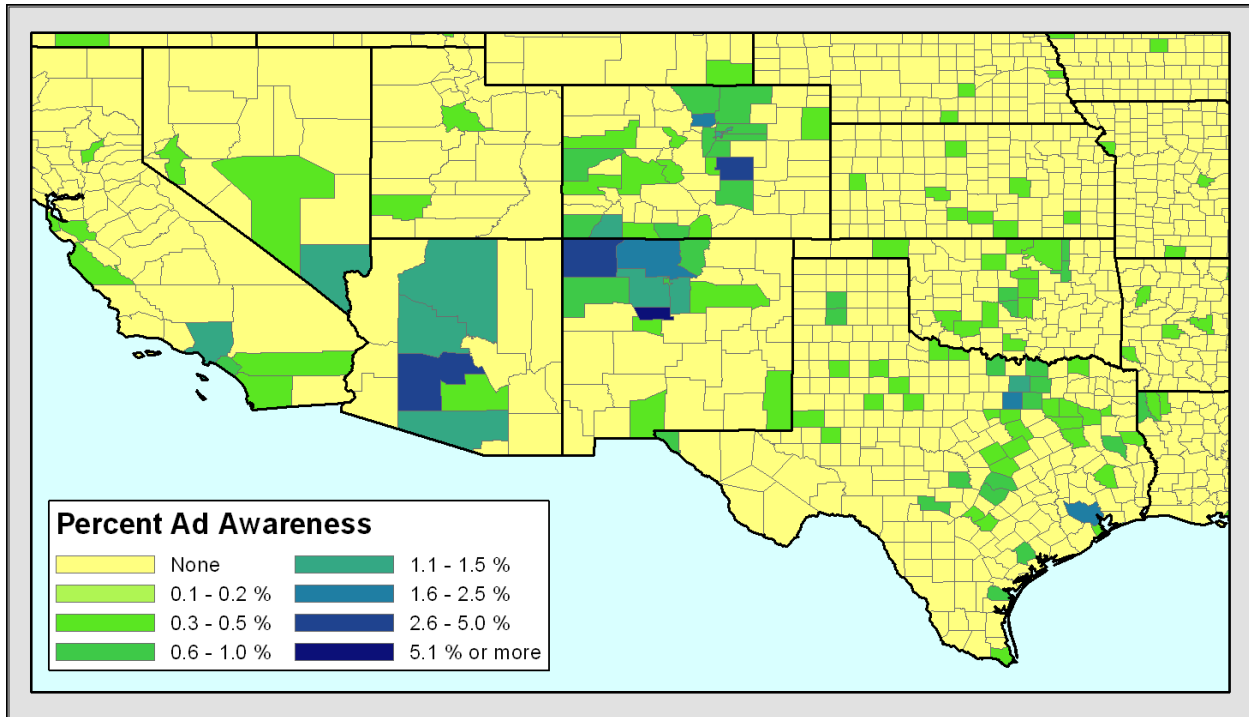 Percent Ad Awareness
None
0.1 - 0.2 %
0.3 - 0.5 %
0.6 - 1.0 %
1.1 - 1.5 %
1.6 - 2.5 %
2.6 - 5.0 %
5.1 % or more